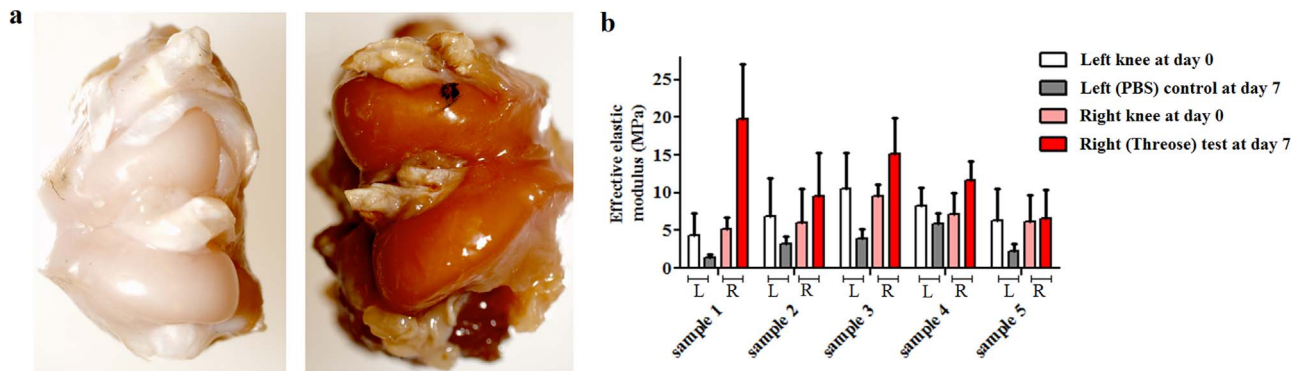 a
b
Effective elastic
modulus (MPa)
25
20
15
10
5
0
L R L R L R L R L R
sample 1 sample 2 sample 3 sample 4 sample 5
Left knee at day 0
Left (PBS) control at day 7
Right knee at day 0
Right (Threose) test at day 7